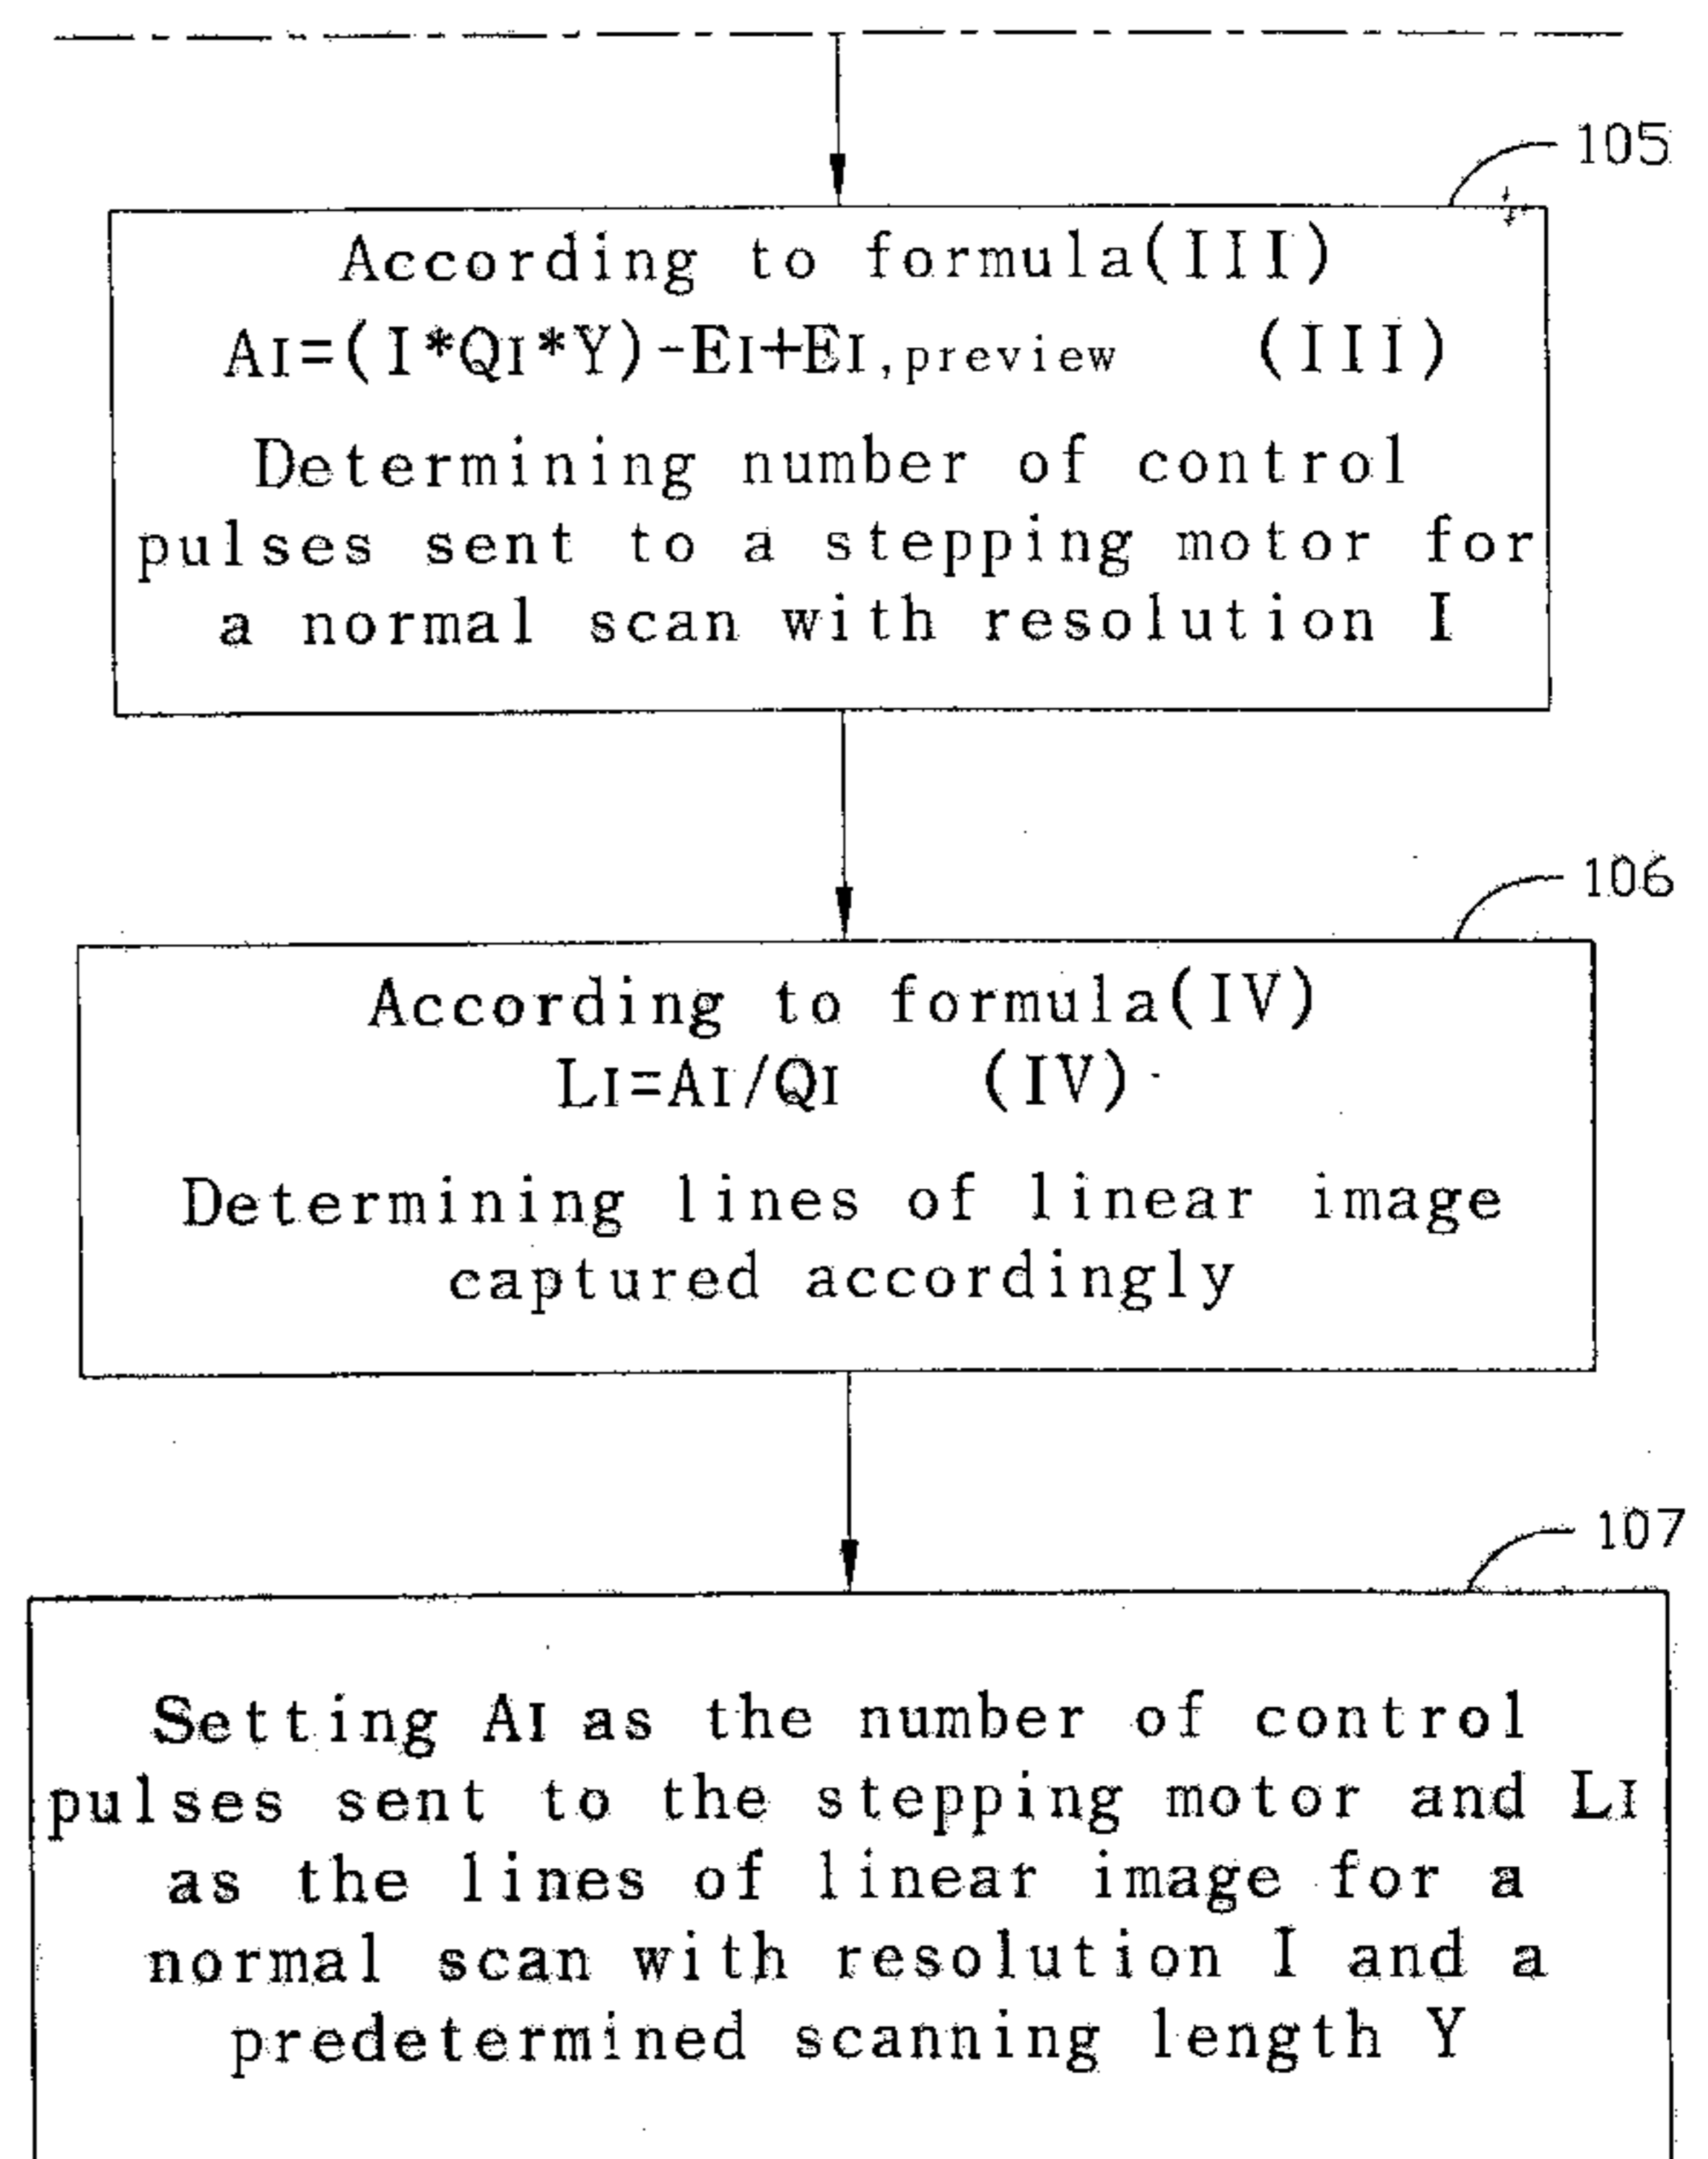 105
According to formula(III)
AI=(I*QI*Y)-EI+EI,preview (III)
Determining number of control
pulses sent to a stepping motor for
a normal scan with resolution I
106
According to formula(IV)
LI=AI/QI (IV)
Determining lines of linear image
captured accordingly
107
Setting AI as the number of control
pulses sent to the stepping motor and LI
as the lines of linear image for a
normal scan with resolution I and a
predetermined scanning length Y